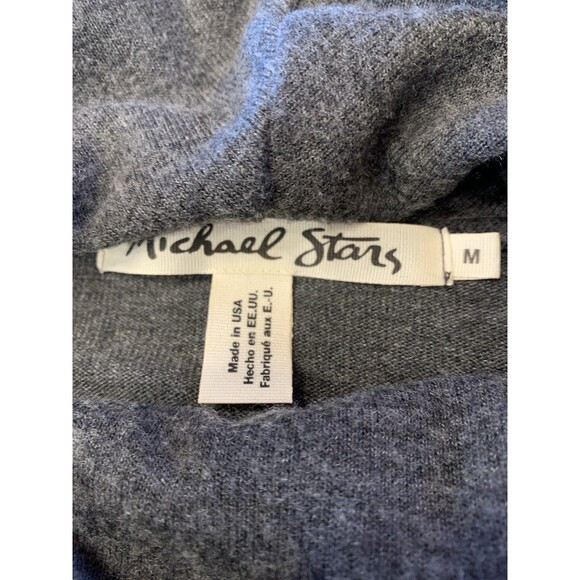 Michael Stars
M
Made in USA
Hecho en EE.UU.
Fabriqué aux E.-U.